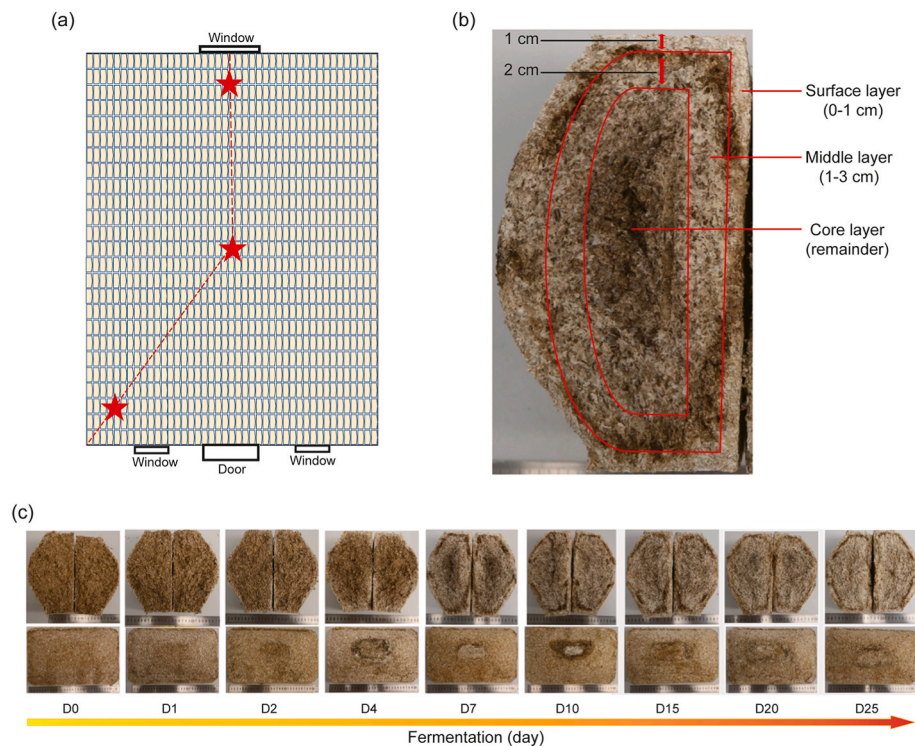 (a)
Window
Window
Door
Window
(b)
1 cm
2 cm
Surface layer
(0-1 cm)
Middle layer
(1-3 cm)
Core layer
(remainder)
(c)
D0
D1
D2
D4
D7
D10
D15
D20
D25
Fermentation (day)